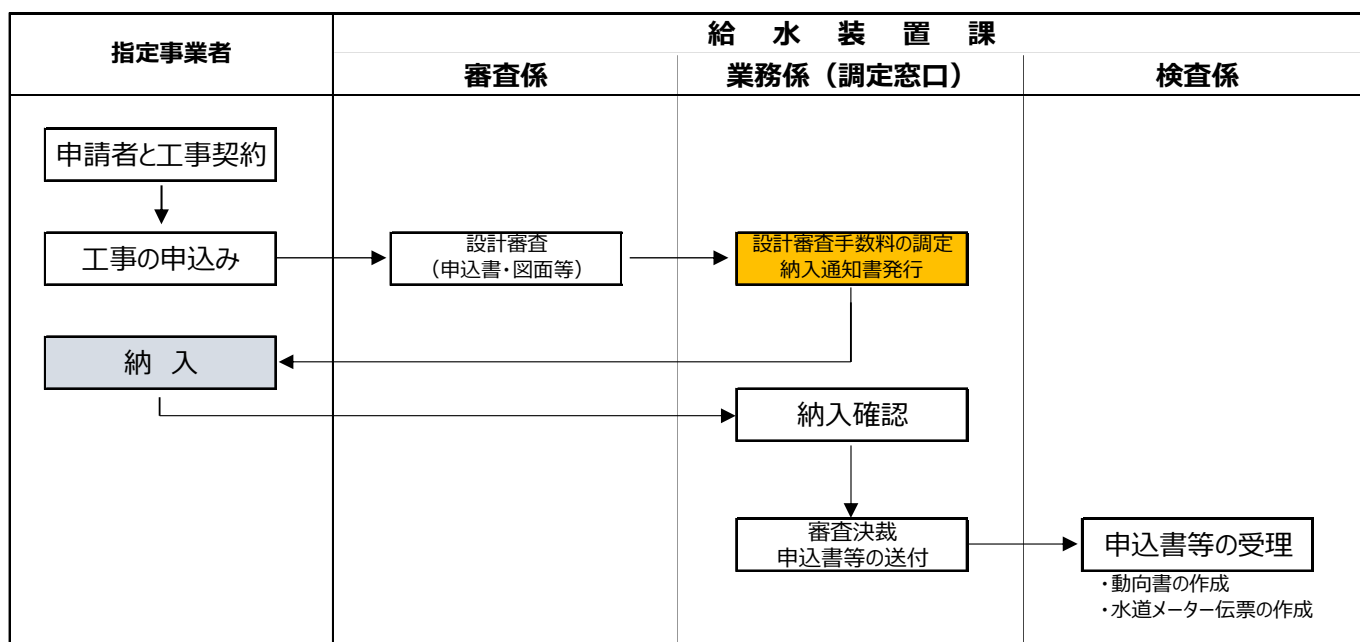 指定事業者
給水装置課
審査係
業務係（調定窓口）
検査係
申請者と工事契約
工事の申込み
設計審査
（申込書・図面等）
設計審査手数料の調定
納入通知書発行
納入
納入確認
審査決裁
申込書等の送付
申込書等の受理
・動向書の作成
・水道メーター伝票の作成